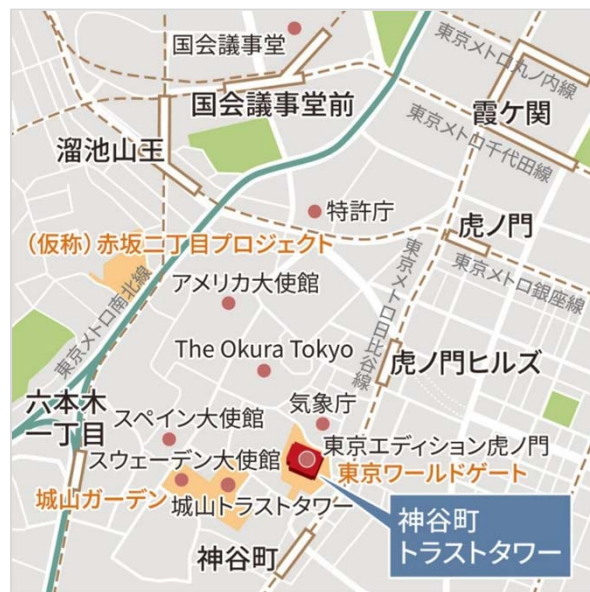 国会議事堂
東京メトロ丸ノ内線
国会議事堂前
霞ケ関
東京メトロ千代田線
溜池山王
特許庁
虎ノ門
（仮称）赤坂二丁目プロジェクト
東京メトロ銀座線
東京メトロ南北線
アメリカ大使館
東京メトロ日比谷線
The Okura Tokyo
虎ノ門ヒルズ
六本木
一丁目
スペイン大使館
気象庁
東京エディション虎ノ門
スウェーデン大使館
東京ワールドゲート
城山ガーデン
城山トラストタワー
神谷町
トラストタワー
神谷町